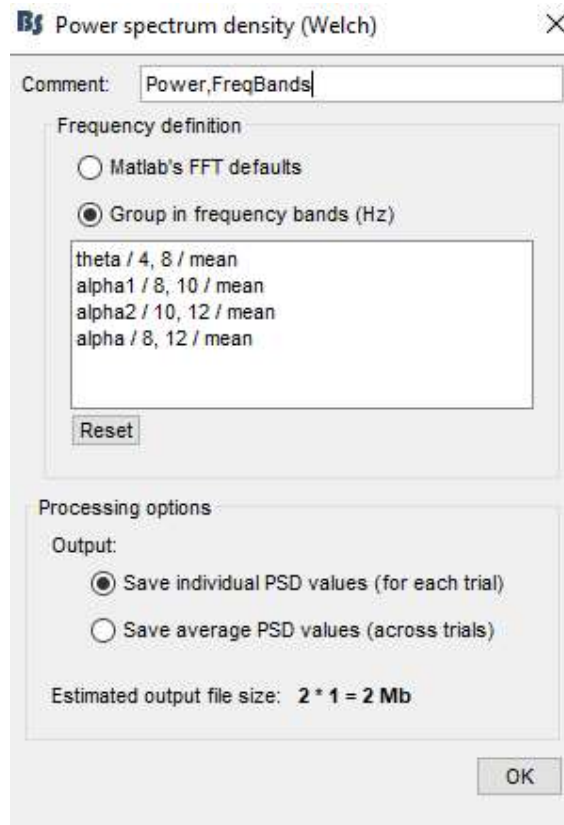 Bs Power spectrum density (Welch)
Comment: Power,FreqBands
Frequency definition
Matlab's FFT defaults
Group in frequency bands (Hz)
theta / 4, 8 / mean
alpha1 / 8, 10 / mean
alpha2 / 10, 12 / mean
alpha / 8, 12 / mean
Reset
Processing options
Output:
Save individual PSD values (for each trial)
Save average PSD values (across trials)
Estimated output file size: 2 * 1 = 2 Mb
OK